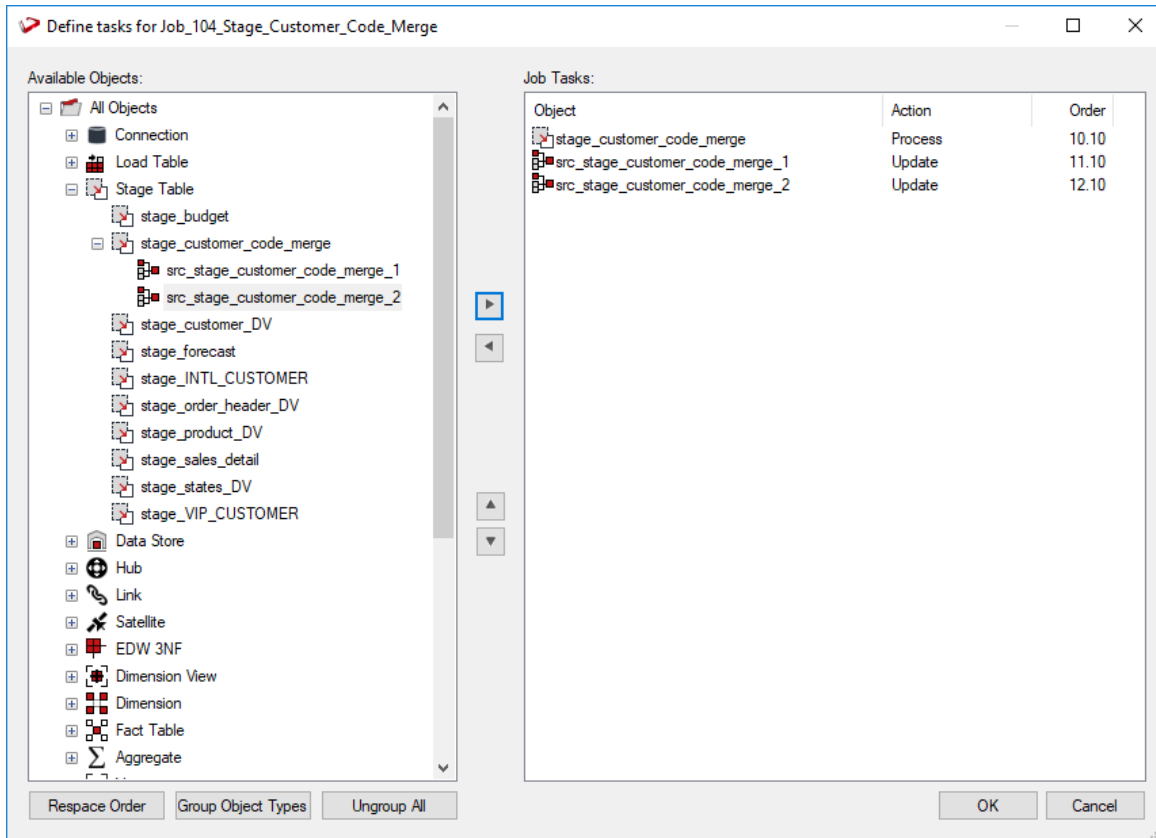 Define tasks for Job_104_Stage_Customer_Code_Merge
Available Objects:
All Objects
Connection
Load Table
Stage Table
stage_budget
stage_customer_code_merge
src_stage_customer_code_merge_1
src_stage_customer_code_merge_2
stage_customer_DV
stage_forecast
stage_INTL_CUSTOMER
stage_order_header_DV
stage_product_DV
stage_sales_detail
stage_states_DV
stage_VIP_CUSTOMER
Data Store
Hub
Link
Satellite
EDW 3NF
Dimension View
Dimension
Fact Table
Aggregate
Respace Order Group Object Types Ungroup All
Job Tasks:
Object Action Order
stage_customer_code_merge Process 10.10
src_stage_customer_code_merge_1 Update 11.10
src_stage_customer_code_merge_2 Update 12.10
OK Cancel